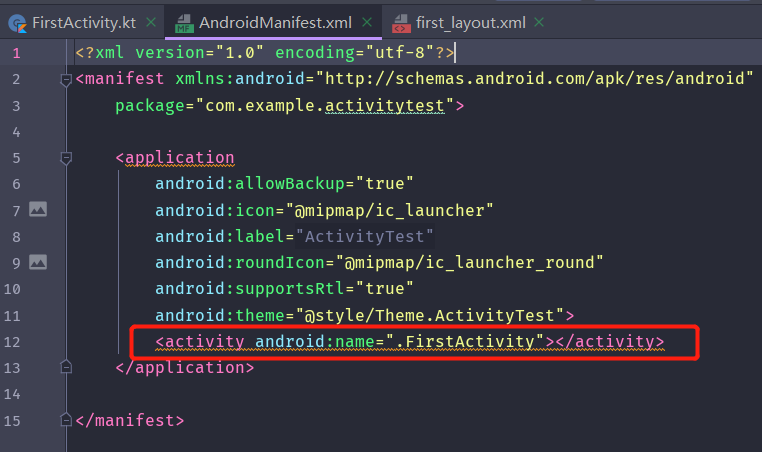 FirstActivity.kt AndroidManifest.xml first_layout.xml
1 <?xml version="1.0" encoding="utf-8"?>
2 <manifest xmlns:android="http://schemas.android.com/apk/res/android"
3 package="com.example.activitytest">
4
5 <application
6 android:allowBackup="true"
7 android:icon="@mipmap/ic_launcher"
8 android:label="ActivityTest"
9 android:roundIcon="@mipmap/ic_launcher_round"
10 android:supportsRtl="true"
11 android:theme="@style/Theme.ActivityTest">
12 <activity android:name=".FirstActivity"></activity>
13 </application>
14
15 </manifest>